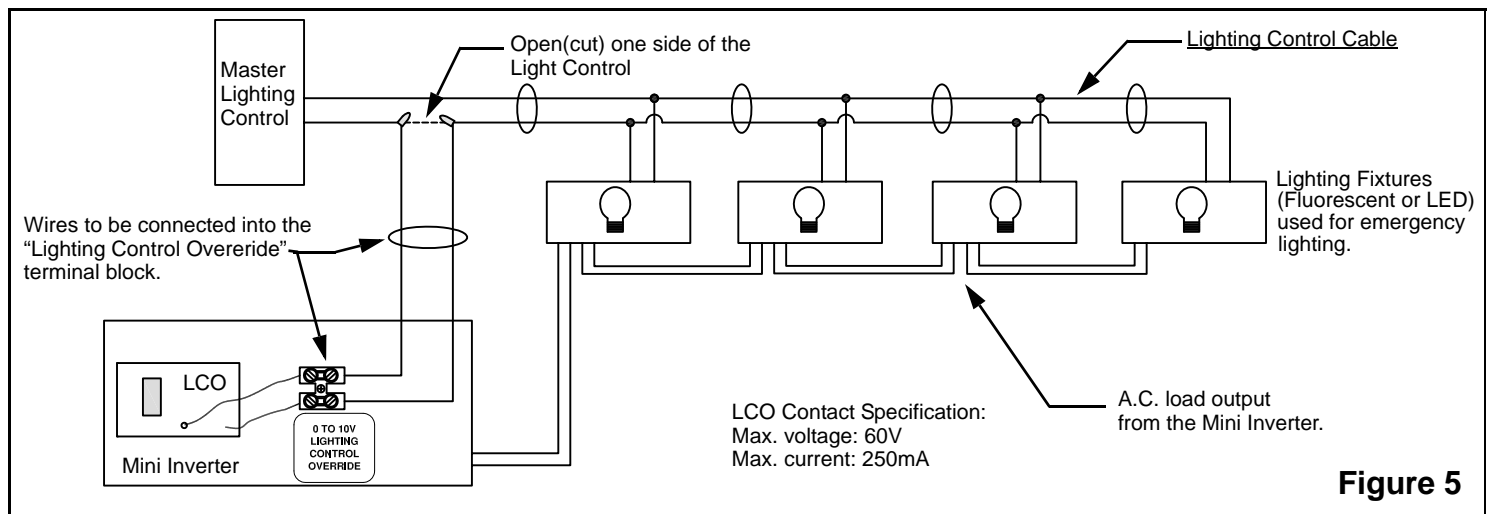 Master
Lighting
Control
Open(cut) one side of the
Light Control
Lighting Control Cable
Wires to be connected into the
“Lighting Control Overeride”
terminal block.
Lighting Fixtures
(Fluorescent or LED)
used for emergency
lighting.
LCO
0 TO 10V
LIGHTING
CONTROL
OVERRIDE
Mini Inverter
LCO Contact Specification:
Max. voltage: 60V
Max. current: 250mA
A.C. load output
from the Mini Inverter.
Figure 5